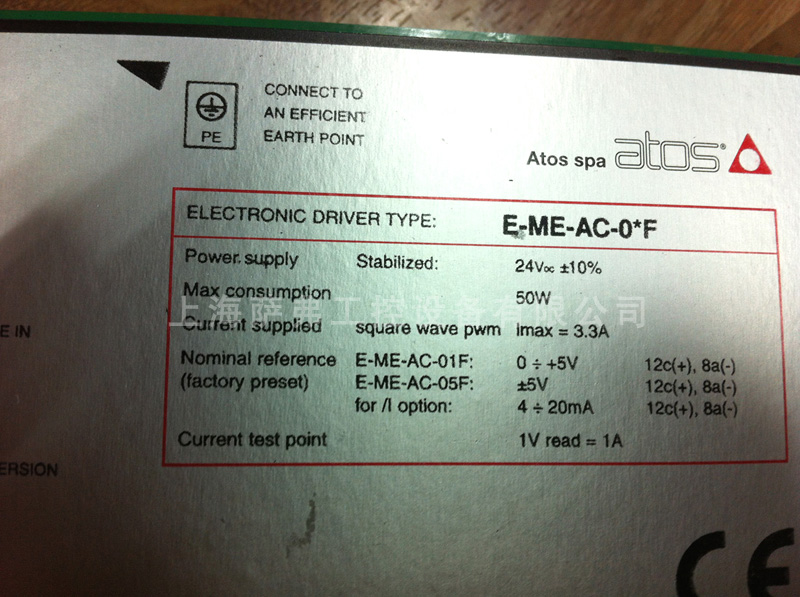 CONNECT TO
AN EFFICIENT
EARTH POINT
PE
Atos spa atos®
ELECTRONIC DRIVER TYPE: E-ME-AC-0*F
Power supply Stabilized: 24VDC ±10%
Max consumption 50W
上海萨弗工控设备有限公司
Current supplied square wave pwm Imax = 3.3A
E IN
Nominal reference E-ME-AC-01F: 0 ÷ +5V 12c(+), 8a(-)
(factory preset) E-ME-AC-05F: ±5V 12c(+), 8a(-)
for /I option: 4 ÷ 20mA 12c(+), 8a(-)
Current test point 1V read = 1A
ERSION
CE